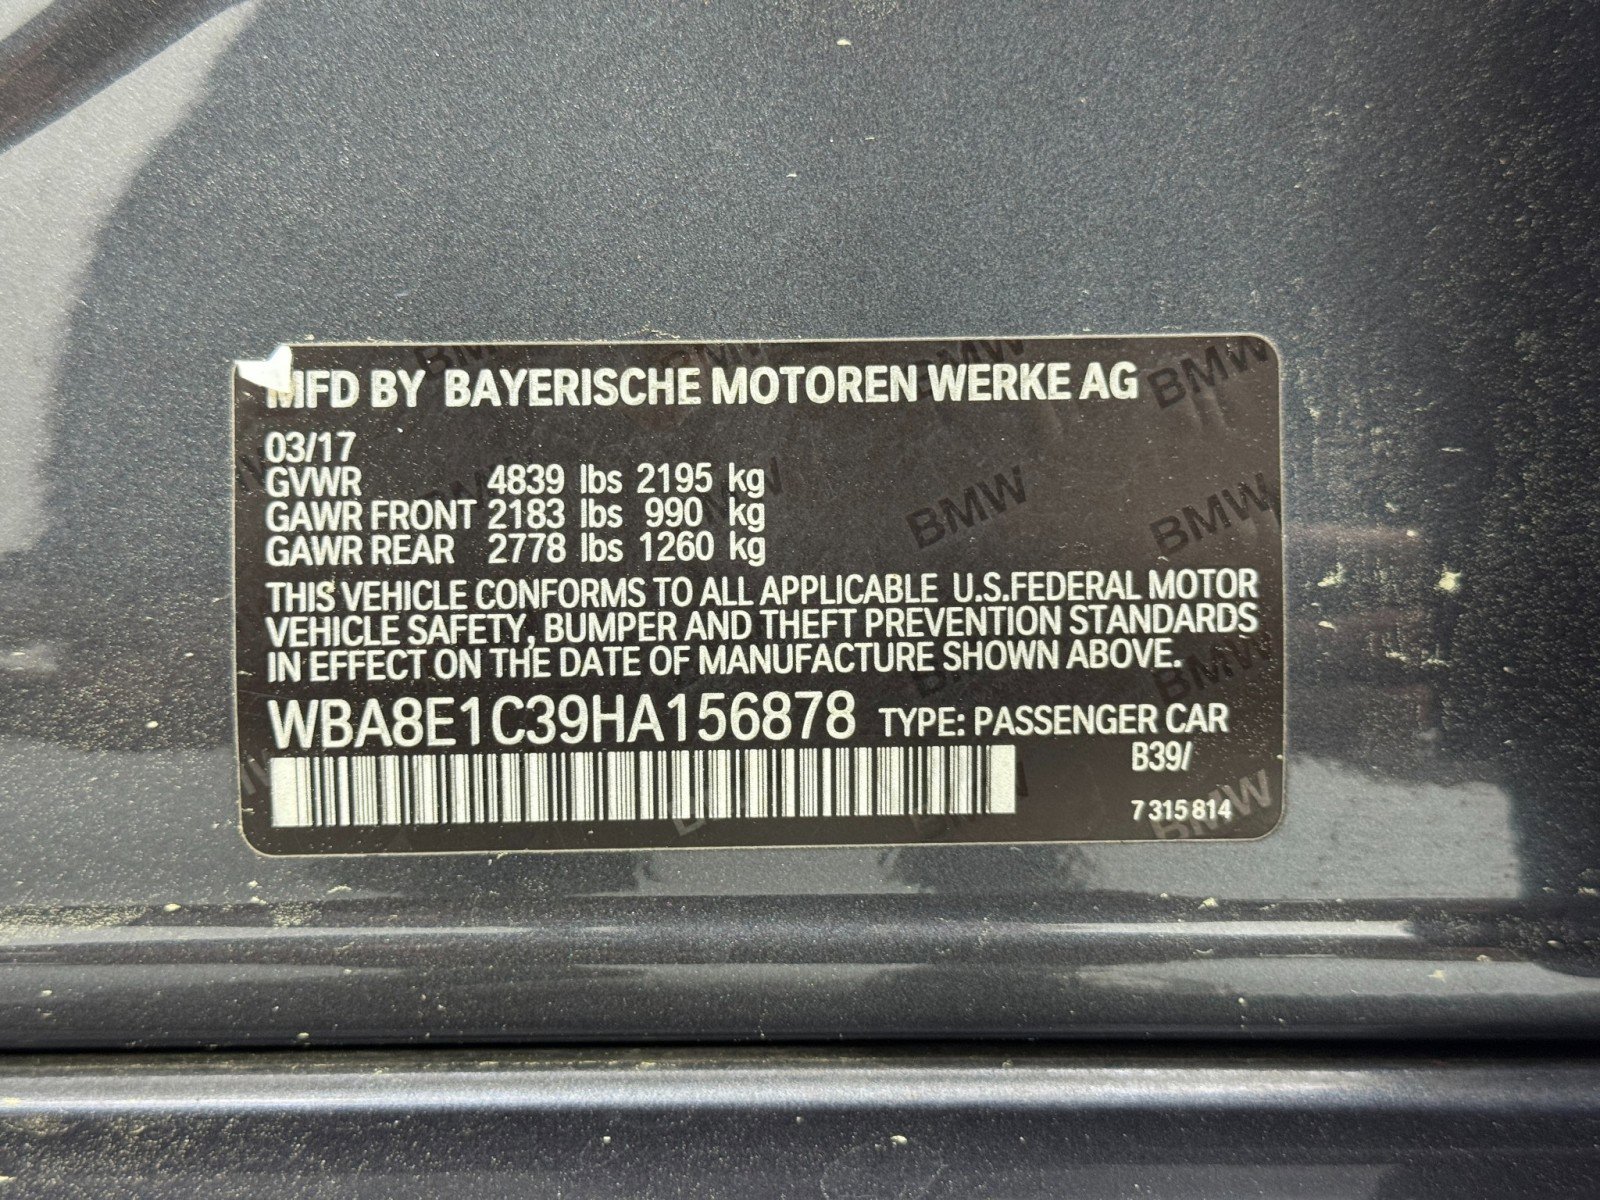 MFD BY BAYERISCHE MOTOREN WERKE AG
03/17
GVWR 4839 lbs 2195 kg
GAWR FRONT 2183 lbs 990 kg
GAWR REAR 2778 lbs 1260 kg
THIS VEHICLE CONFORMS TO ALL APPLICABLE U.S.FEDERAL MOTOR
VEHICLE SAFETY, BUMPER AND THEFT PREVENTION STANDARDS
IN EFFECT ON THE DATE OF MANUFACTURE SHOWN ABOVE.
WBA8E1C39HA156878 TYPE: PASSENGER CAR
B39/
7 315 814